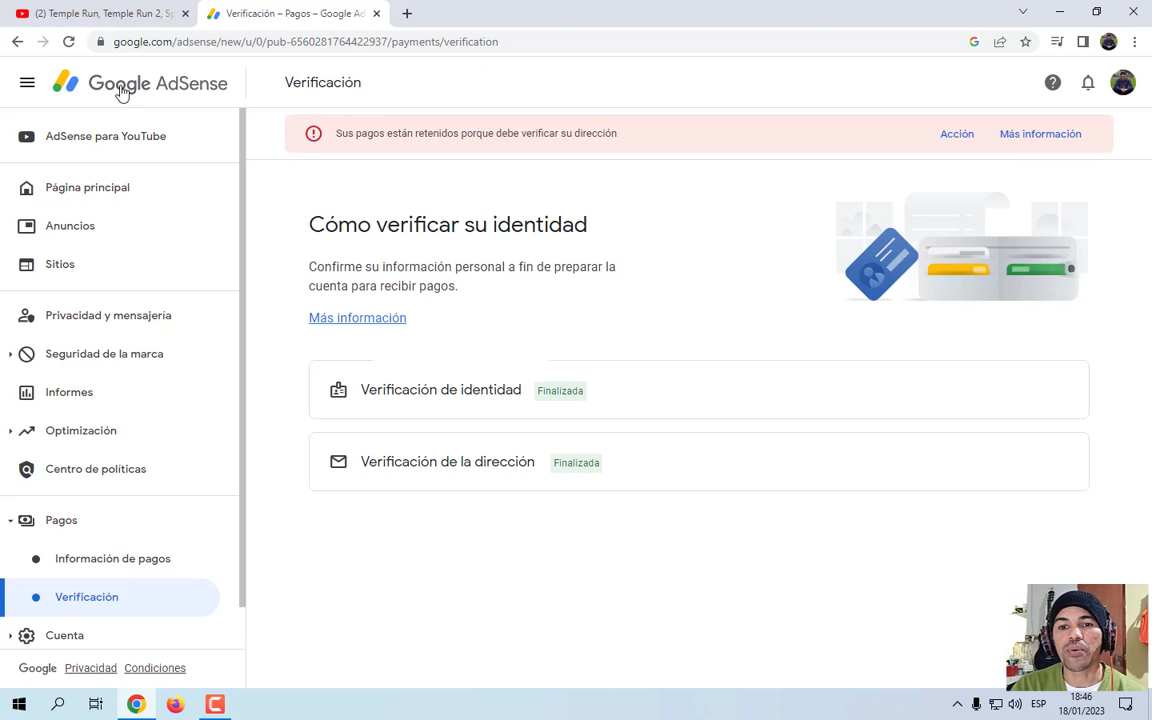 (2) Temple Run, Temple Run 2, Sp
Verificación – Pagos – Google Ad
google.com/adsense/new/u/0/pub-6560281764422937/payments/verification
Google AdSense
Verificación
AdSense para YouTube
Página principal
Anuncios
Sitios
Privacidad y mensajería
Seguridad de la marca
Informes
Optimización
Centro de políticas
Pagos
Información de pagos
Verificación
Cuenta
Google Privacidad Condiciones
Sus pagos están retenidos porque debe verificar su dirección Acción Más información
Cómo verificar su identidad
Confirme su información personal a fin de preparar la
cuenta para recibir pagos.
Más información
Verificación de identidad Finalizada
Verificación de la dirección Finalizada
ESP
18:46
18/01/2023